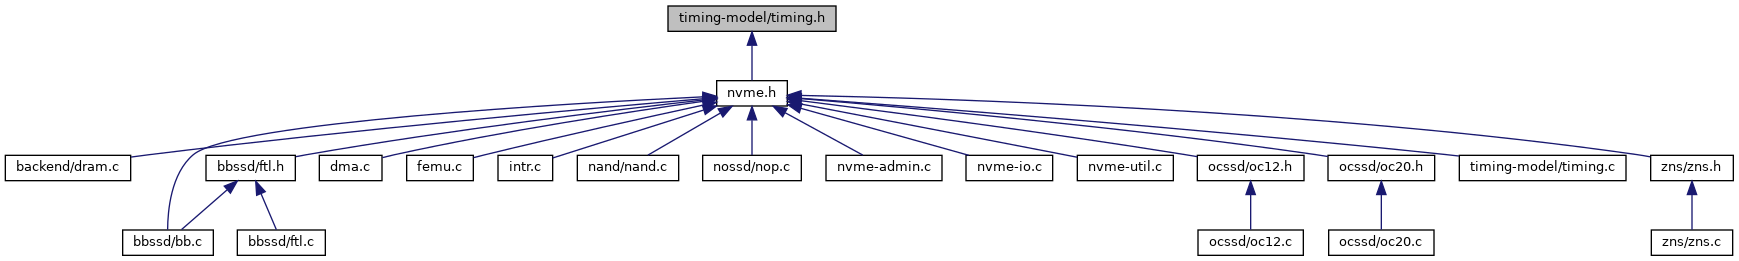 timing-model/timing.h
nvme.h
backend/dram.c
bbssd/ftl.h
dma.c
femu.c
intr.c
nand/nand.c
nossd/nop.c
nvme-admin.c
nvme-io.c
nvme-util.c
ocssd/oc12.h
ocssd/oc20.h
timing-model/timing.c
zns/zns.h
bbssd/bb.c
bbssd/ftl.c
ocssd/oc12.c
ocssd/oc20.c
zns/zns.c